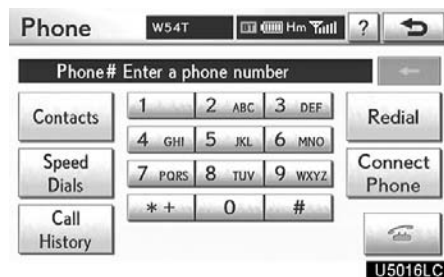 Phone W54T BT Hm ?
Phone# Enter a phone number
Contacts 1 2 ABC 3 DEF Redial
4 GHI 5 JKL 6 MNO
Speed Dials 7 PQRS 8 TUV 9 WXYZ Connect Phone
*+ 0 #
Call History
U5016LC